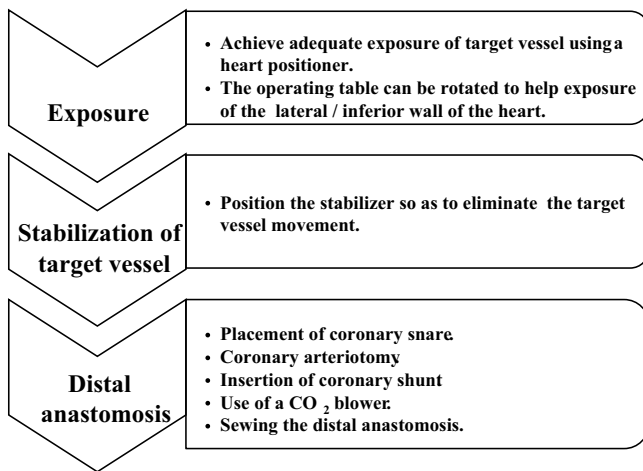 Exposure
• Achieve adequate exposure of target vessel using a
heart positioner.
• The operating table can be rotated to help exposure
of the lateral / inferior wall of the heart.
Stabilization of
target vessel
• Position the stabilizer so as to eliminate the target
vessel movement.
Distal
anastomosis
• Placement of coronary snare.
• Coronary arteriotomy.
• Insertion of coronary shunt
• Use of a CO₂ blower.
• Sewing the distal anastomosis.